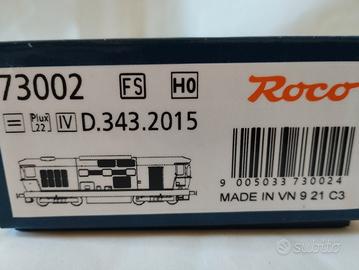 73002 FS H0 Roco
= Plux 22 IV D.343.2015
9 005033 730024
MADE IN VN 9 21 C3
subito